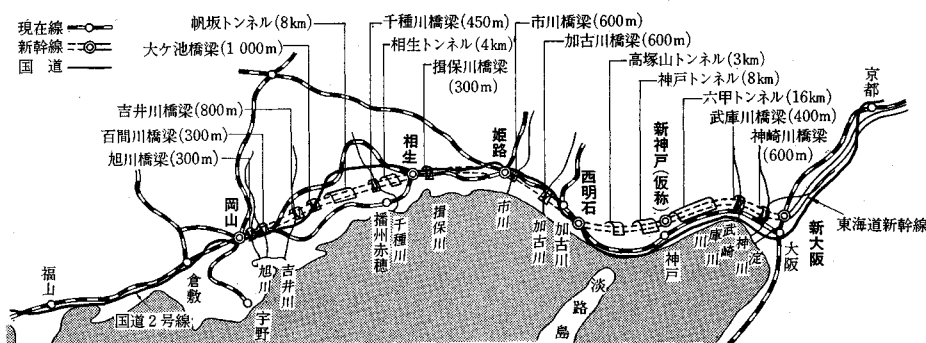 現在線
新幹線
国道
帆坂トンネル(8km)
大ケ池橋梁(1 000m)
吉井川橋梁(800m)
百間川橋梁(300m)
旭川橋梁(300m)
千種川橋梁(450m)
相生トンネル(4km)
揖保川橋梁
(300m)
市川橋梁(600m)
加古川橋梁(600m)
高塚山トンネル(3km)
神戸トンネル(8km)
六甲トンネル(16km)
武庫川橋梁(400m)
神崎川橋梁
(600m)
京都
東海道新幹線
新大阪
大阪
淀川
神崎川
武庫川
新神戸(仮称)
神戸
西明石
加古川
加古川
市川
姫路
揖保川
相生
千種川
播州赤穂
岡山
吉井川
旭川
宇野
倉敷
福山
国道2号線
淡路島